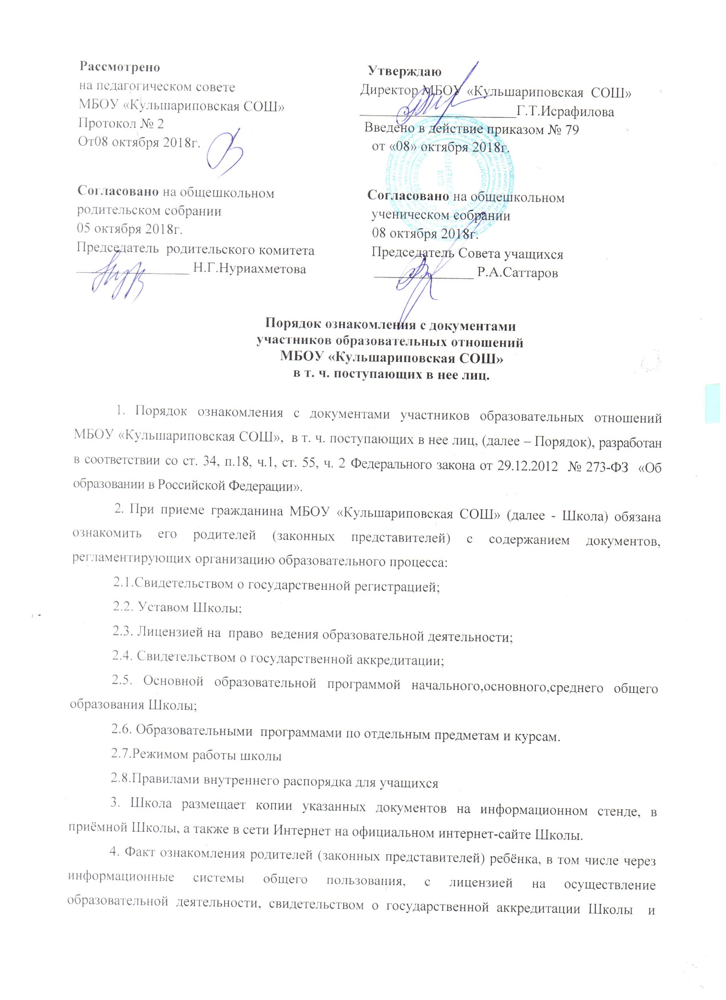 Рассмотрено
на педагогическом совете
МБОУ «Кульшариповская СОШ»
Протокол № 2
От08 октября 2018г.
Утверждаю
Директор МБОУ «Кульшариповская СОШ»
______________________Г.Т.Исрафилова
Введено в действие приказом № 79
от «08» октября 2018г.
ДЛЯ
ДОКУМЕНТОВ
Согласовано на общешкольном
родительском собрании
05 октября 2018г.
Председатель родительского комитета
________________ Н.Г.Нуриахметова
Согласовано на общешкольном
ученическом собрании
08 октября 2018г.
Председатель Совета учащихся
______________ Р.А.Саттаров
Порядок ознакомления с документами
участников образовательных отношений
МБОУ «Кульшариповская СОШ»
в т. ч. поступающих в нее лиц.
1. Порядок ознакомления с документами участников образовательных отношений
МБОУ «Кульшариповская СОШ», в т. ч. поступающих в нее лиц, (далее – Порядок), разработан
в соответствии со ст. 34, п.18, ч.1, ст. 55, ч. 2 Федерального закона от 29.12.2012 № 273-ФЗ «Об
образовании в Российской Федерации».
2. При приеме гражданина МБОУ «Кульшариповская СОШ» (далее - Школа) обязана
ознакомить его родителей (законных представителей) с содержанием документов,
регламентирующих организацию образовательного процесса:
2.1.Свидетельством о государственной регистрацией;
2.2. Уставом Школы;
2.3. Лицензией на право ведения образовательной деятельности;
2.4. Свидетельством о государственной аккредитации;
2.5. Основной образовательной программой начального,основного,среднего общего
образования Школы;
2.6. Образовательными программами по отдельным предметам и курсам.
2.7.Режимом работы школы
2.8.Правилами внутреннего распорядка для учащихся
3. Школа размещает копии указанных документов на информационном стенде, в
приёмной Школы, а также в сети Интернет на официальном интернет-сайте Школы.
4. Факт ознакомления родителей (законных представителей) ребёнка, в том числе через
информационные системы общего пользования, с лицензией на осуществление
образовательной деятельности, свидетельством о государственной аккредитации Школы и